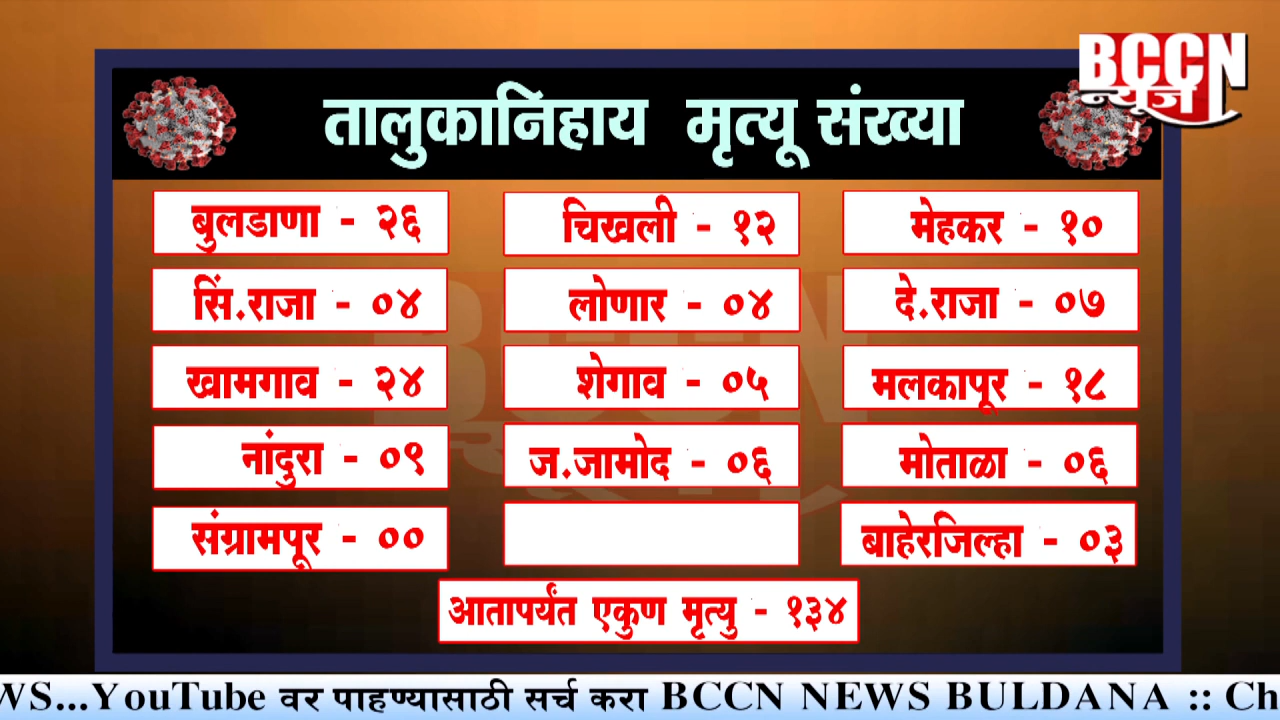 BCCN
न्यूज
तालुकानिहाय मृत्यू संख्या
बुलडाणा - २६
चिखली - १२
मेहकर - १०
सिं.राजा - ०४
लोणार - ०४
दे.राजा - ०७
खामगाव - २४
शेगाव - ०५
मलकापूर - १८
नांदुरा - ०९
ज.जामोद - ०६
मोताळा - ०६
संग्रामपूर - ००
बाहेरजिल्हा - ०३
आतापर्यंत एकुण मृत्यु - १३४
WS...YouTube वर पाहण्यासाठी सर्च करा BCCN NEWS BULDANA :: Ch